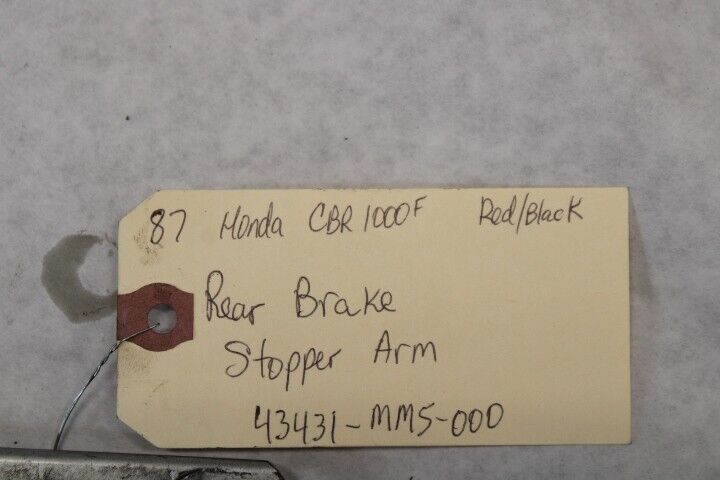 87 Honda CBR 1000F Red/Black
Rear Brake
Stopper Arm
43431-MM5-000